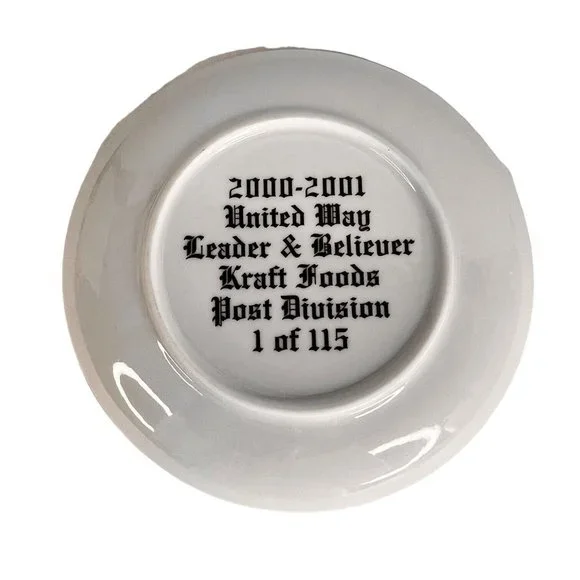 2000-2001
United Way
Leader & Believer
Kraft Foods
Post Division
1 of 115